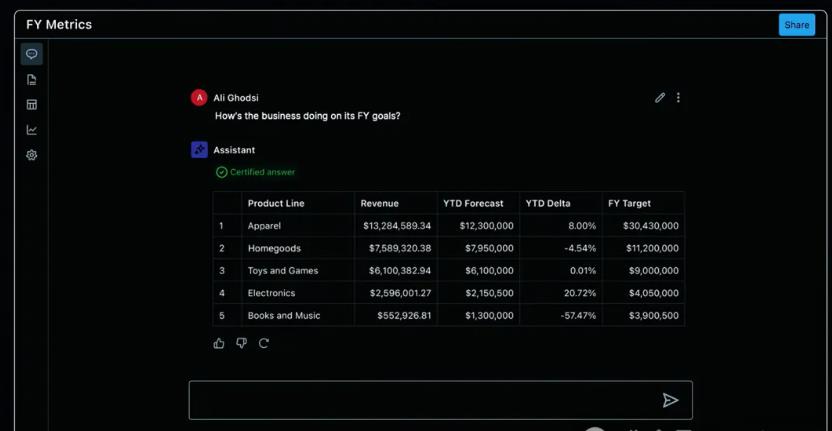 FY Metrics
Share
A
Ali Ghodsi
How's the business doing on its FY goals?
Assistant
Certified answer
Product Line Revenue YTD Forecast YTD Delta FY Target
1 Apparel $13,284,589.34 $12,300,000 8.00% $30,430,000
2 Homegoods $7,589,320.38 $7,950,000 -4.54% $11,200,000
3 Toys and Games $6,100,382.94 $6,100,000 0.01% $9,000,000
4 Electronics $2,596,001.27 $2,150,500 20.72% $4,050,000
5 Books and Music $552,926.81 $1,300,000 -57.47% $3,900,500